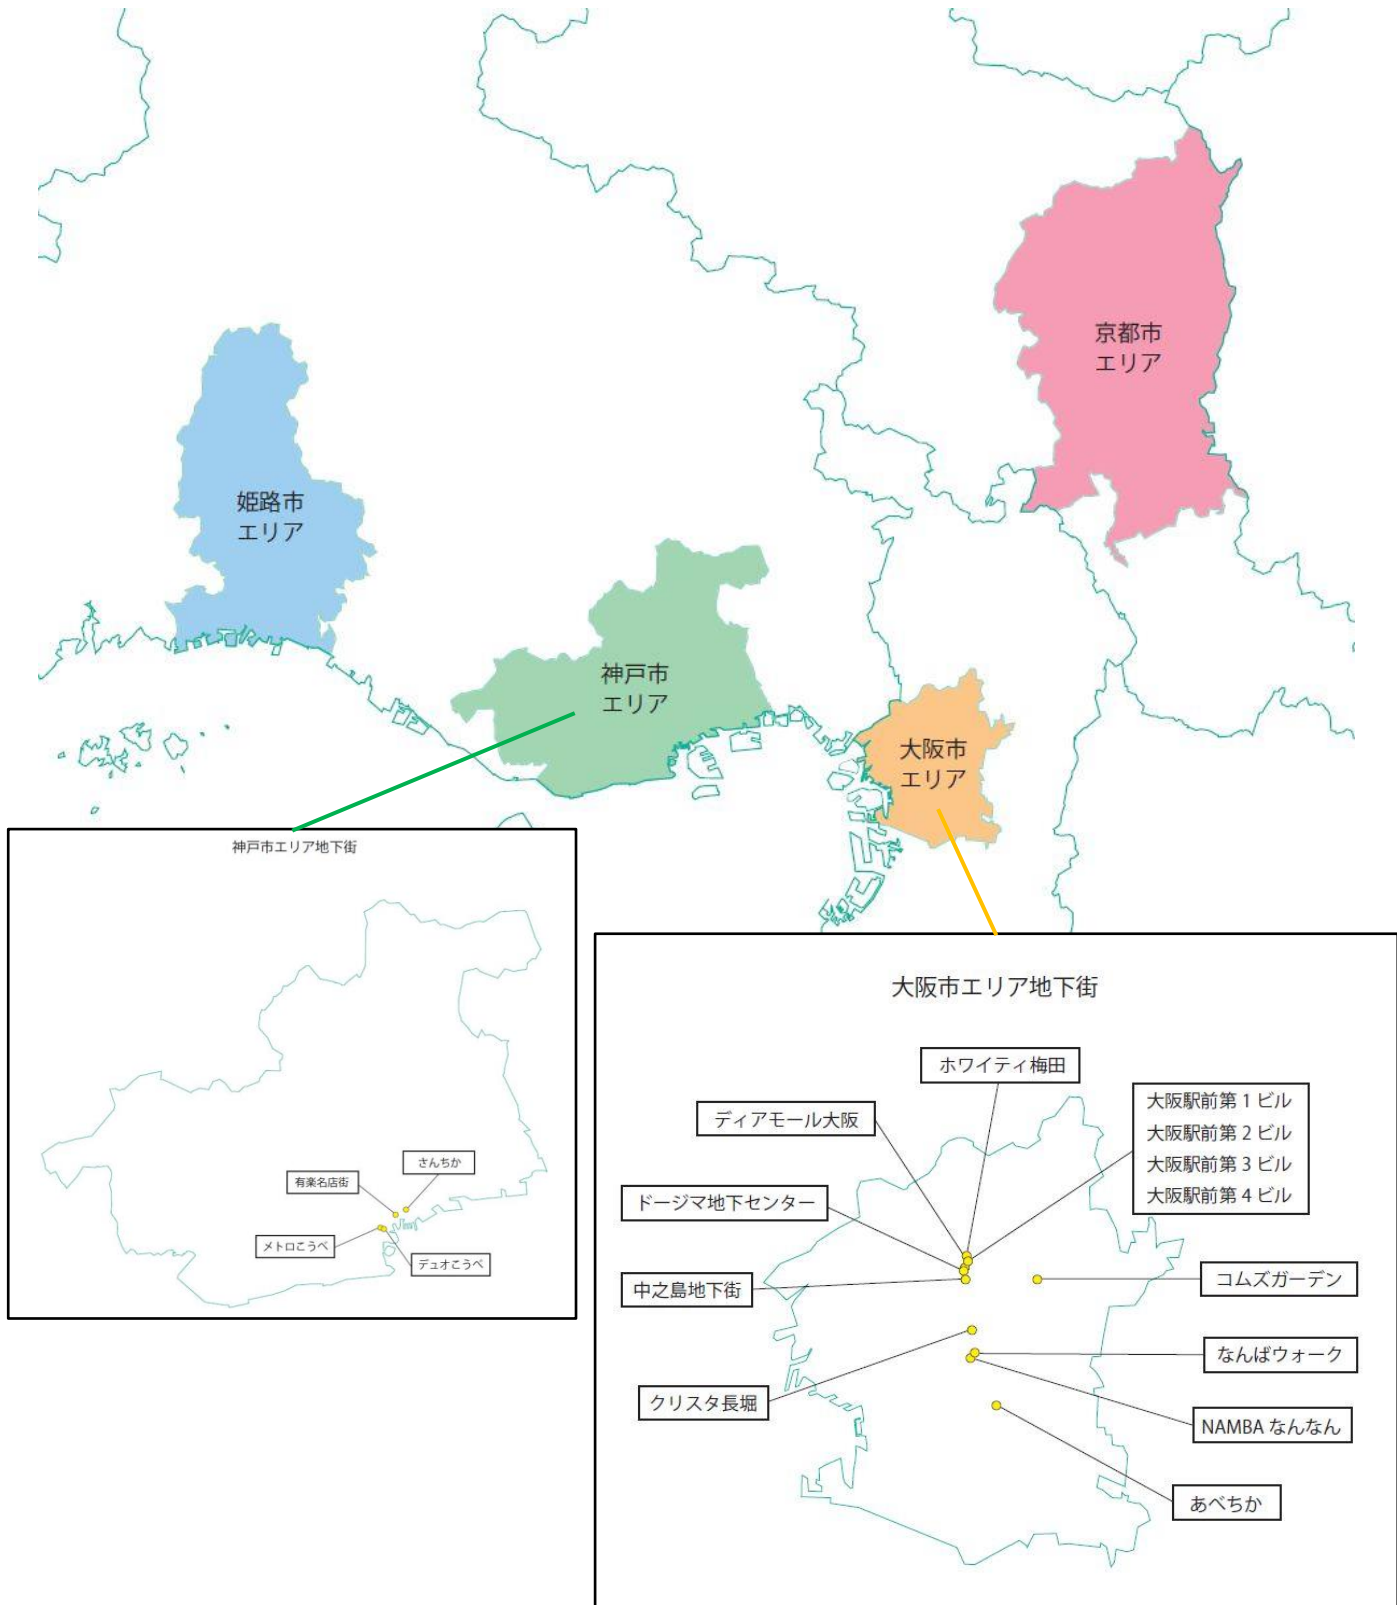 京都市
エリア
姫路市
エリア
神戸市
エリア
大阪市
エリア
神戸市エリア地下街
さんちか
有楽名店街
メトロこうべ
デュオこうべ
大阪市エリア地下街
ホワイティ梅田
ディアモール大阪
大阪駅前第 1 ビル
大阪駅前第 2 ビル
大阪駅前第 3 ビル
大阪駅前第 4 ビル
ドージマ地下センター
中之島地下街
コムズガーデン
なんばウォーク
クリスタ長堀
NAMBA なんなん
あべちか